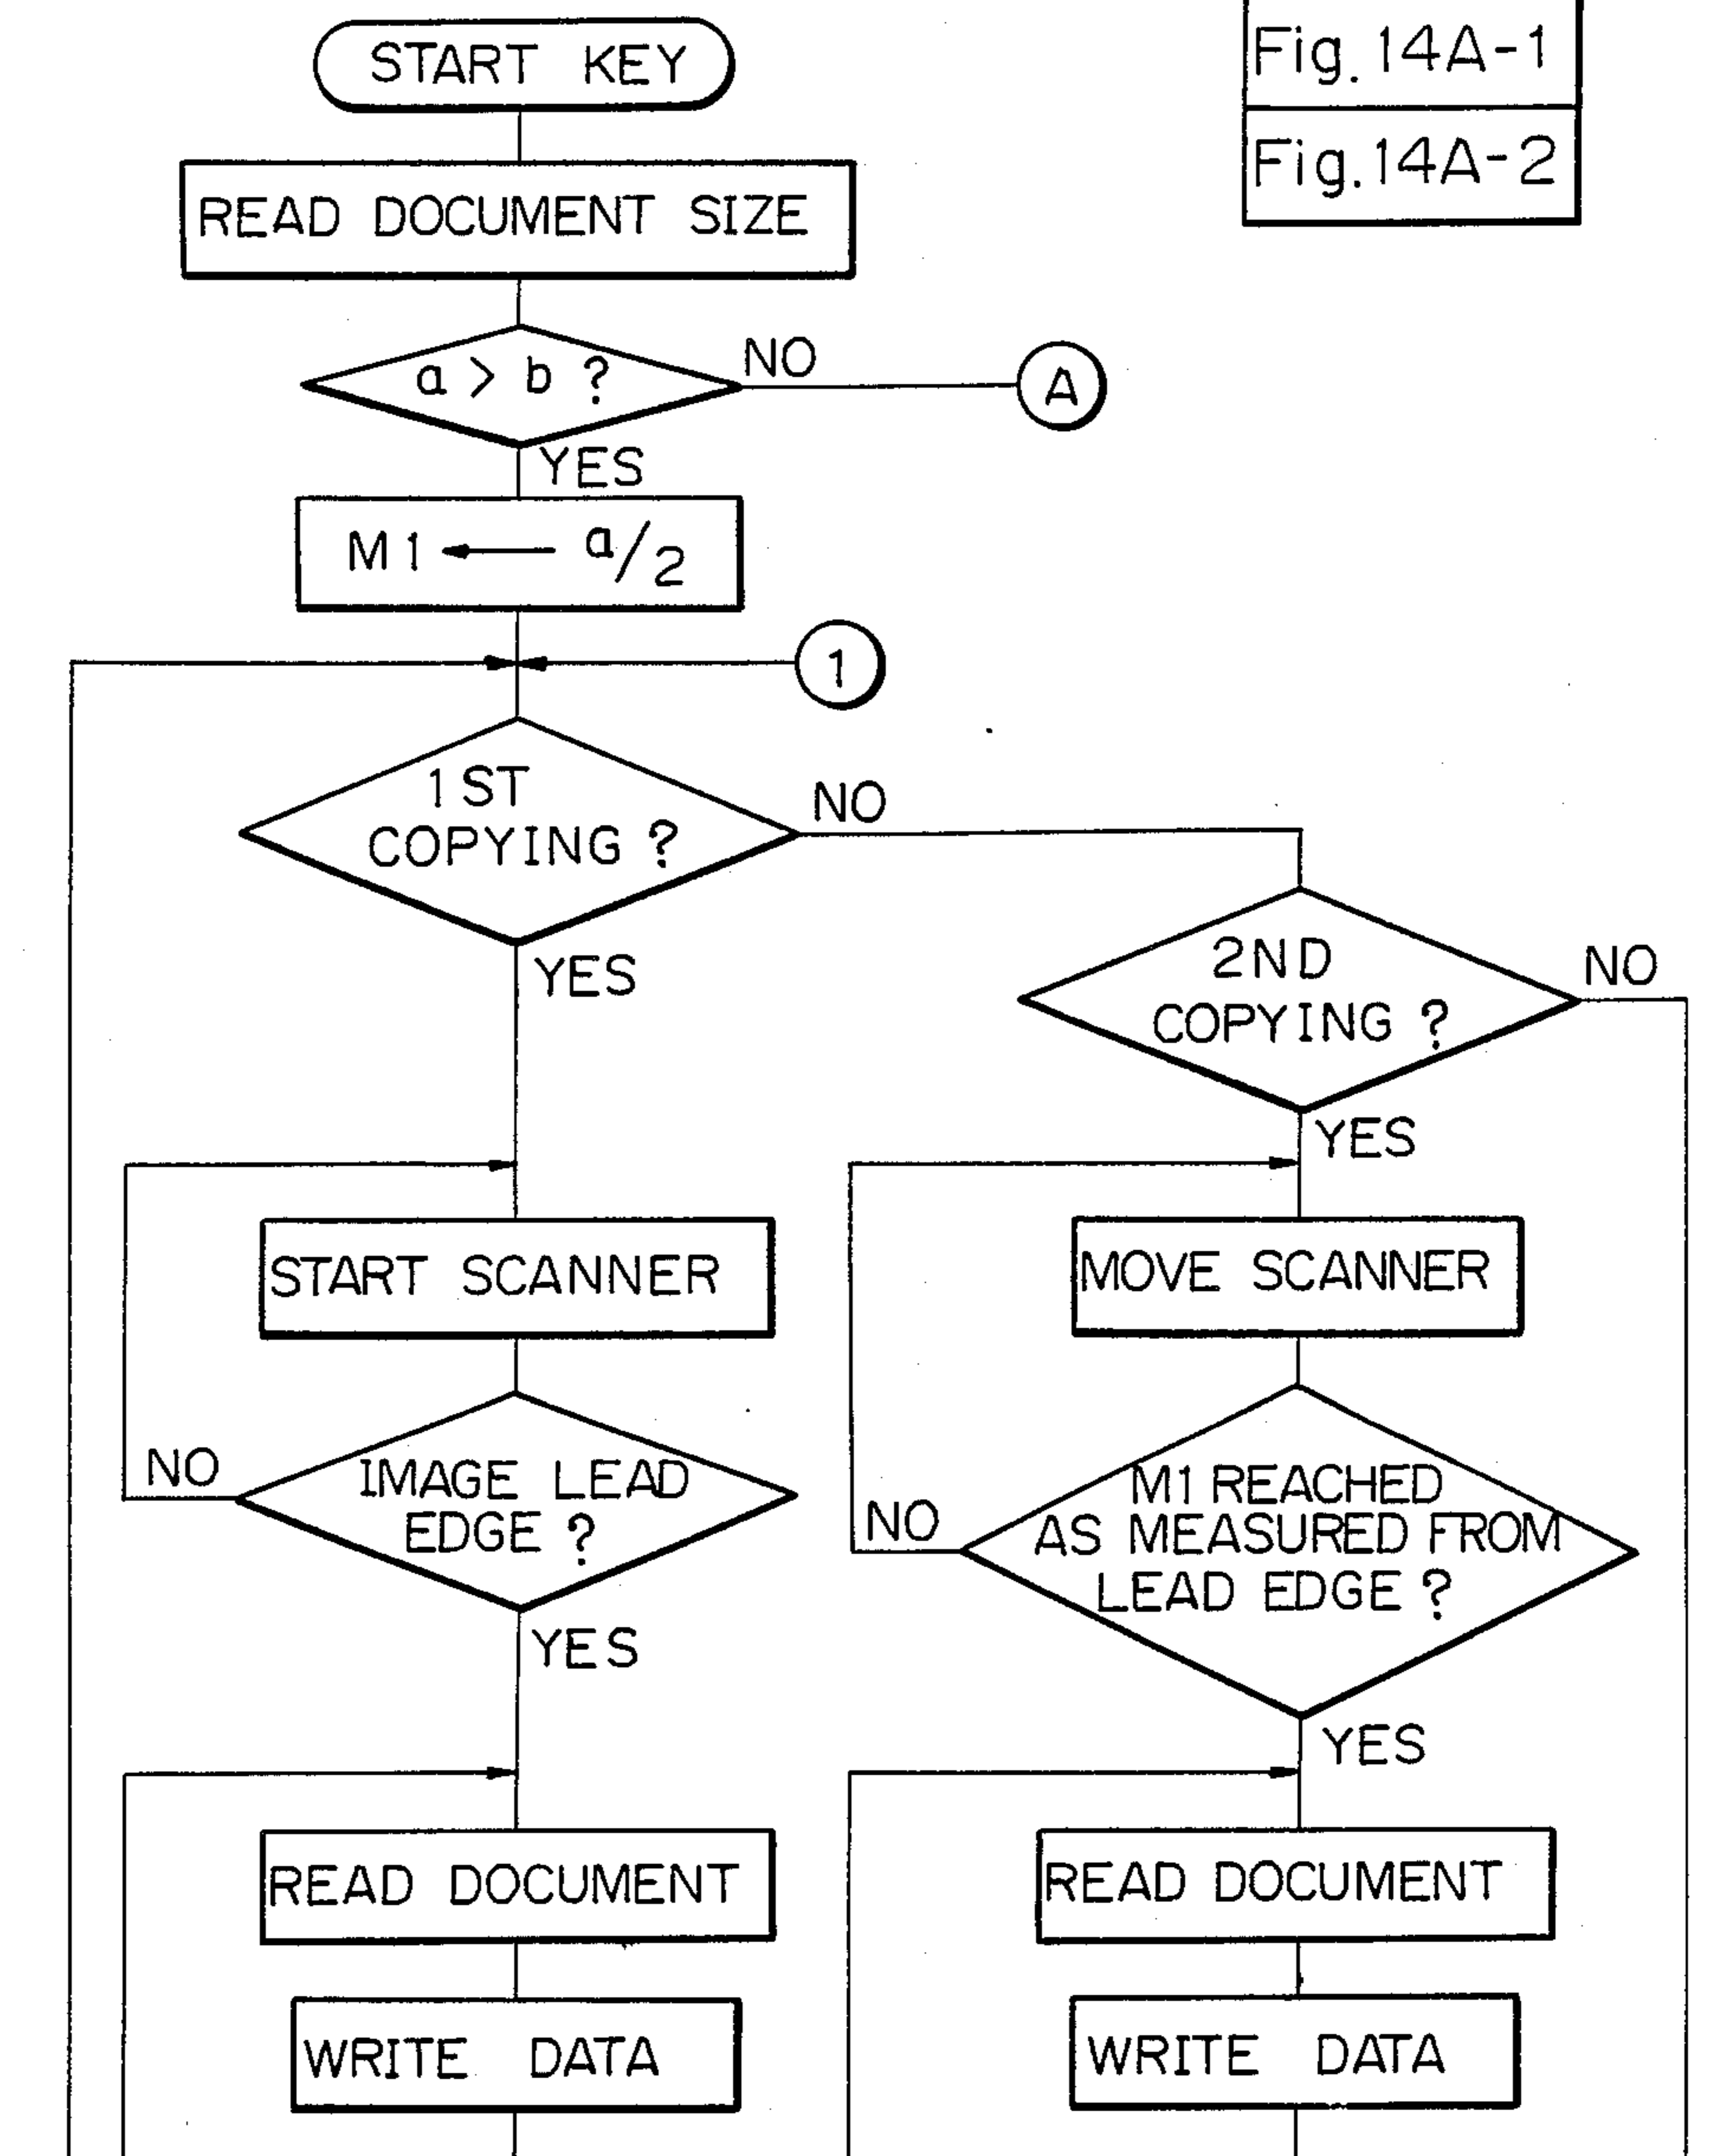 START KEY
Fig. 14A-1
Fig. 14A-2
READ DOCUMENT SIZE
a > b ?
NO
A
YES
M1 ← a/2
1
1ST
COPYING ?
NO
YES
2ND
COPYING ?
NO
YES
START SCANNER
MOVE SCANNER
IMAGE LEAD
EDGE ?
NO
YES
M1 REACHED
AS MEASURED FROM
LEAD EDGE ?
NO
YES
READ DOCUMENT
READ DOCUMENT
WRITE DATA
WRITE DATA